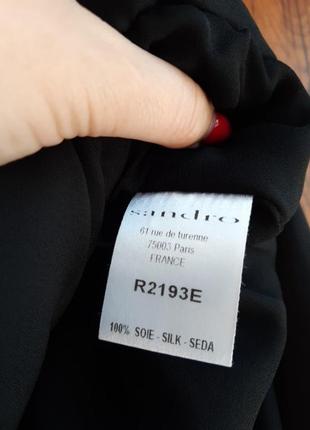 sandro
61 rue de turenne
75003 Paris
FRANCE
R2193E
100% SOIE - SILK - SEDA